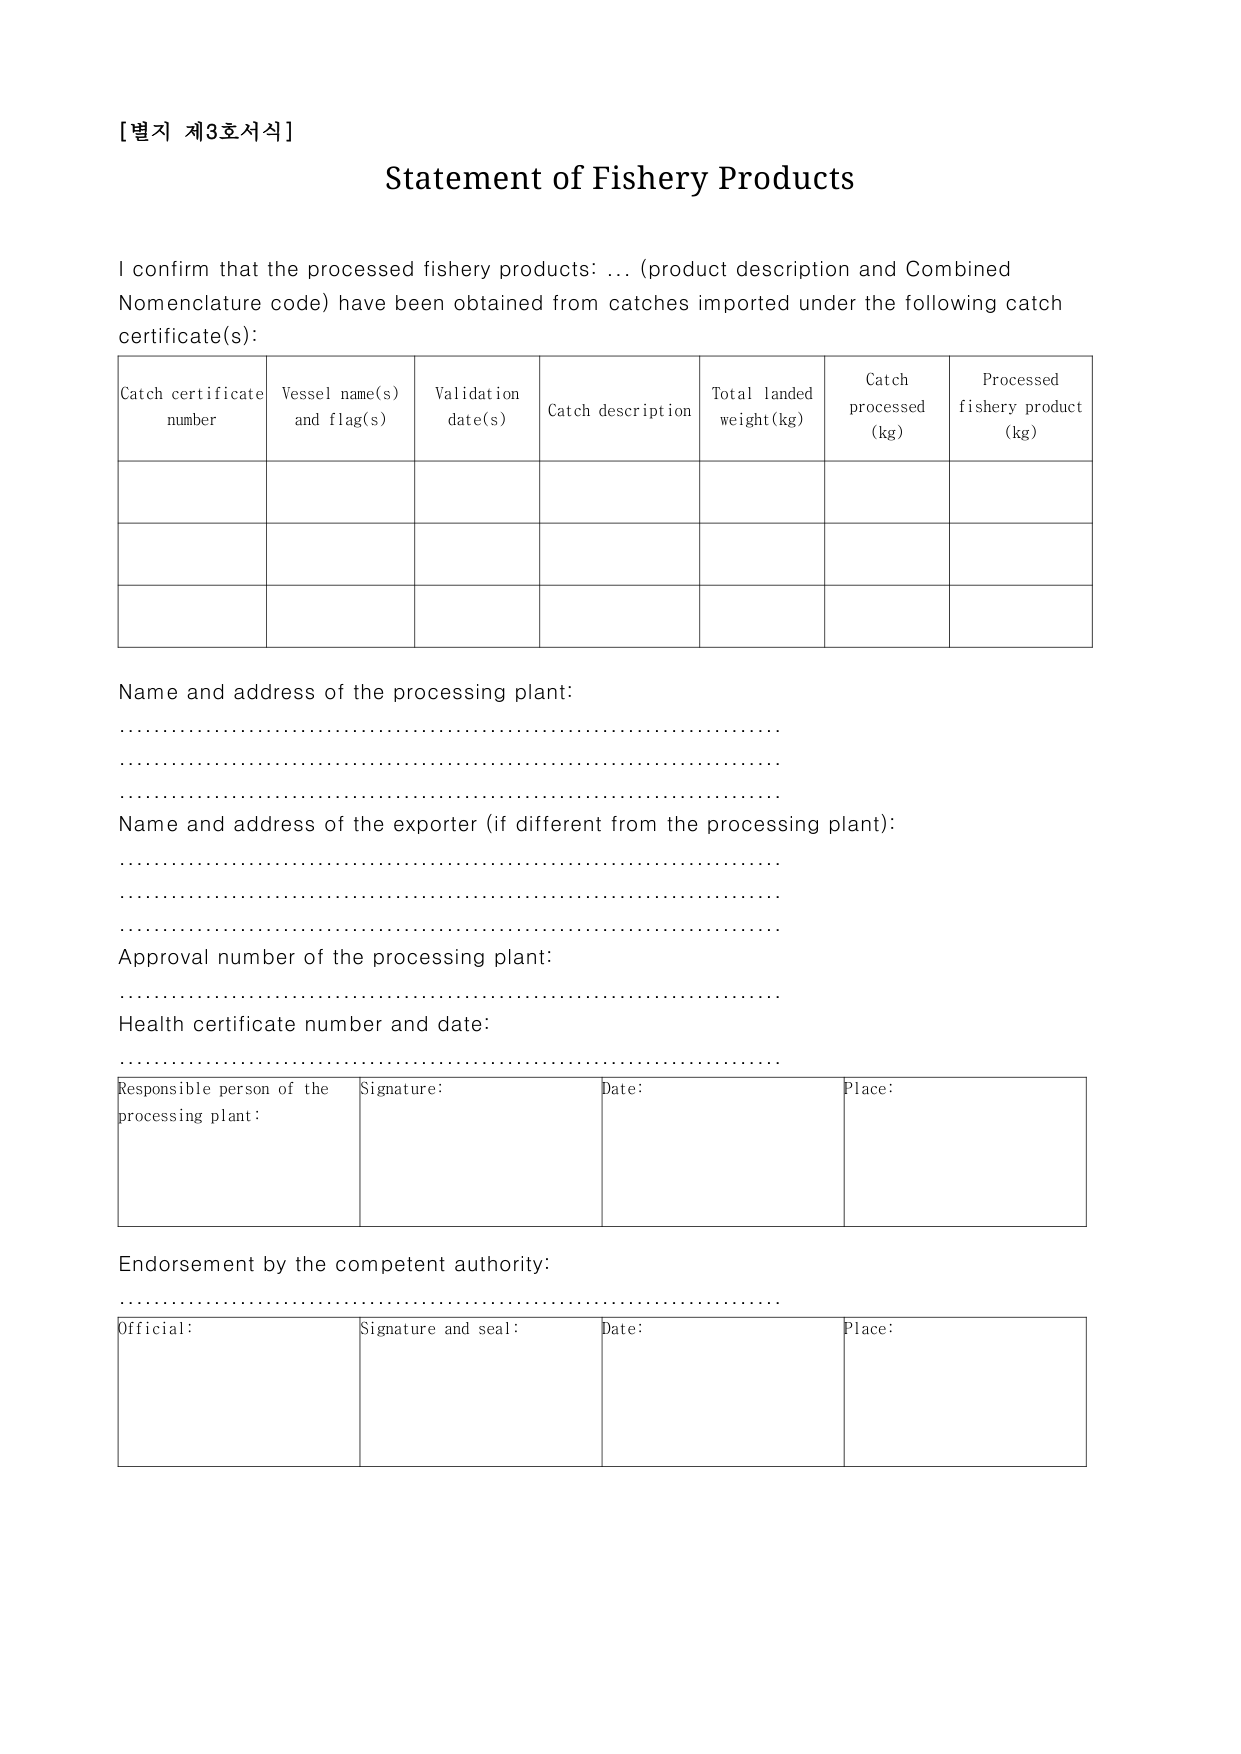 [별지 제3호서식]
Statement of Fishery Products
I confirm that the processed fishery products: ... (product description and Combined
Nomenclature code) have been obtained from catches imported under the following catch
certificate(s):
Catch certificate number
Vessel name(s) and flag(s)
Validation date(s)
Catch description
Total landed weight(kg)
Catch processed (kg)
Processed fishery product (kg)
Name and address of the processing plant:
............................................................................
............................................................................
............................................................................
Name and address of the exporter (if different from the processing plant):
............................................................................
............................................................................
............................................................................
Approval number of the processing plant:
............................................................................
Health certificate number and date:
............................................................................
Responsible person of the processing plant:
Signature:
Date:
Place:
Endorsement by the competent authority:
............................................................................
Official:
Signature and seal:
Date:
Place: